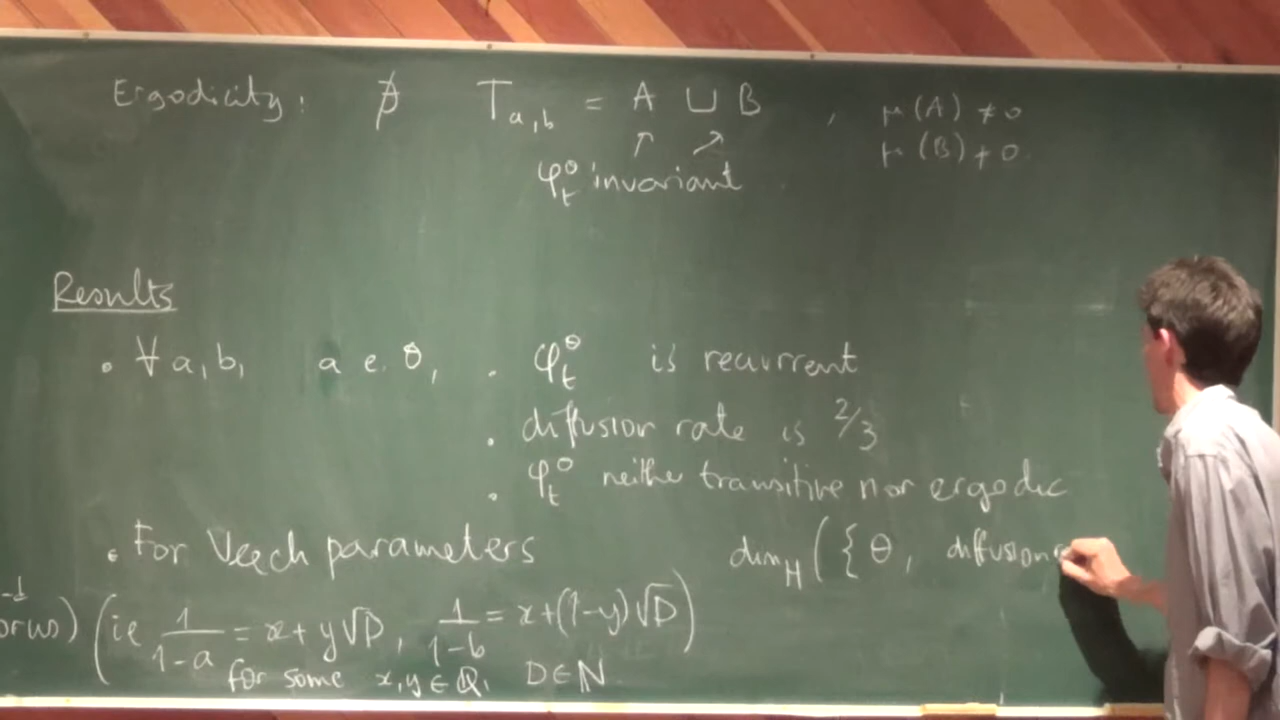 Ergodicity: ∄ T_{a,b} = A ⊔ B , μ(A) ≠ 0
μ(B) ≠ 0.
↑ ↗
φ_t^θ invariant
Results
• ∀ a, b, a e. θ, • φ_t^θ is recurrent
• diffusion rate is 2/3
• φ_t^θ neither transitive nor ergodic
• For Veech parameters dim_H ({ θ, diffusion
(ie 1/(1-a) = x + y√D, 1/(1-b) = x + (1-y)√D)
for some x, y ∈ ℚ, D ∈ ℕ